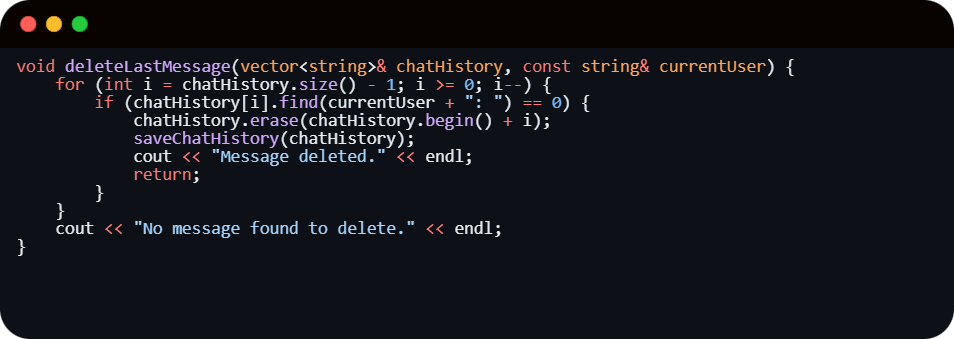 void deleteLastMessage(vector<string>& chatHistory, const string& currentUser) {
    for (int i = chatHistory.size() - 1; i >= 0; i--) {
        if (chatHistory[i].find(currentUser + ": ") == 0) {
            chatHistory.erase(chatHistory.begin() + i);
            saveChatHistory(chatHistory);
            cout << "Message deleted." << endl;
            return;
        }
    }
    cout << "No message found to delete." << endl;
}